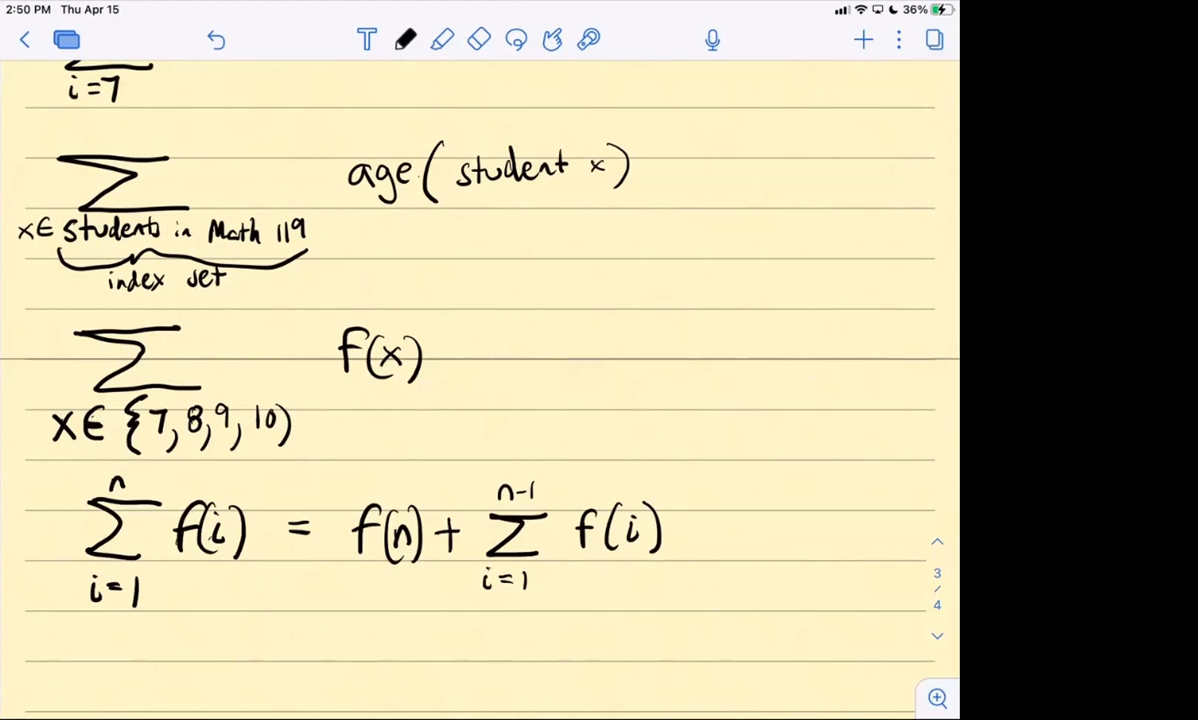 2:50 PM Thu Apr 15 36%
T
i=7
∑ age( student x )
x∈ students in Math 119
index set
∑ f(x)
x∈ {7, 8, 9, 10)
n n-1
∑ f(i) = f(n) + ∑ f(i)
i=1 i=1
3
/
4